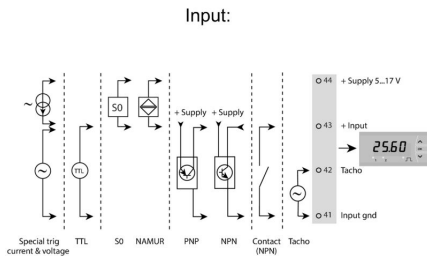 Input:
44 + Supply 5...17 V
S0
+ Supply + Supply
43 + Input
25.60
TTL
42 Tacho
41 Input gnd
Special trig
current & voltage
TTL
S0
NAMUR
PNP
NPN
Contact
(NPN)
Tacho